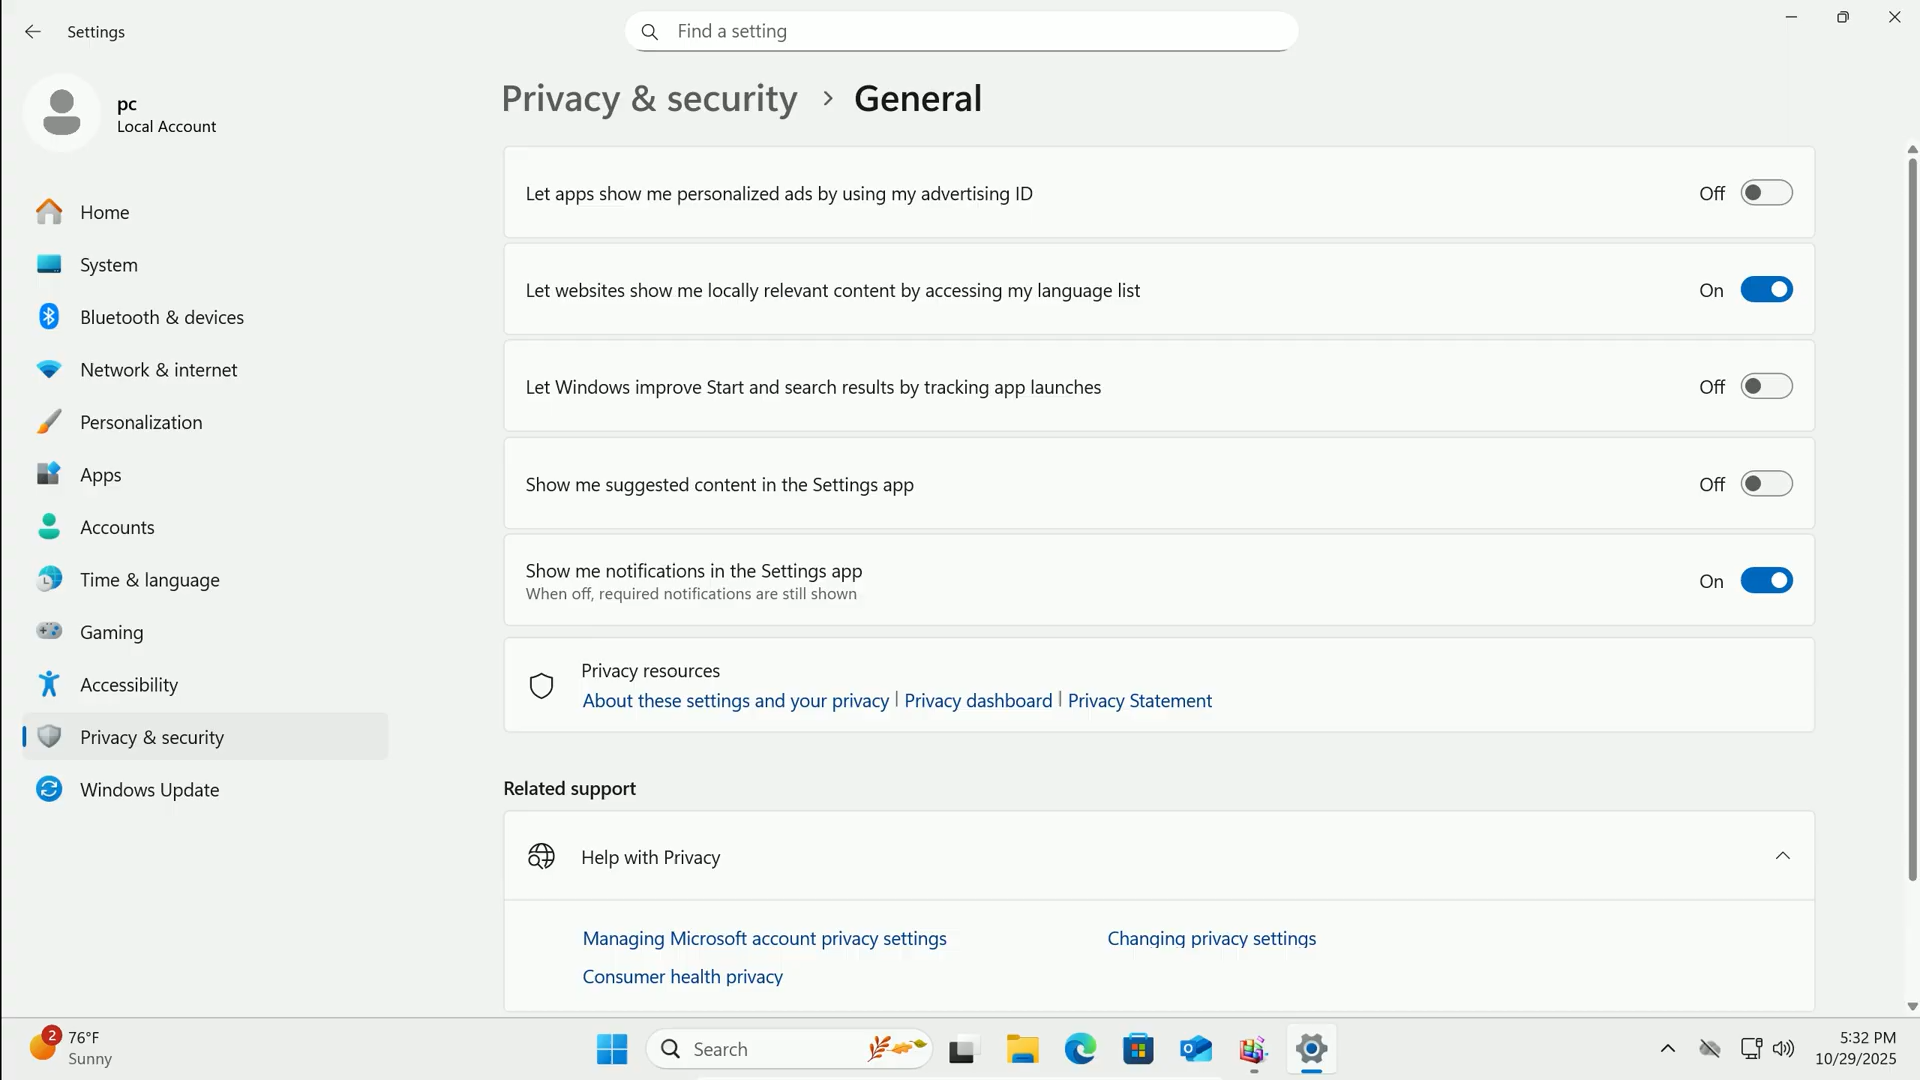 Settings
Find a setting
pc
Local Account
Home
System
Bluetooth & devices
Network & internet
Personalization
Apps
Accounts
Time & language
Gaming
Accessibility
Privacy & security
Windows Update
Privacy & security > General
Let apps show me personalized ads by using my advertising ID
Off
Let websites show me locally relevant content by accessing my language list
On
Let Windows improve Start and search results by tracking app launches
Off
Show me suggested content in the Settings app
Off
Show me notifications in the Settings app
When off, required notifications are still shown
On
Privacy resources
About these settings and your privacy | Privacy dashboard | Privacy Statement
Related support
Help with Privacy
Managing Microsoft account privacy settings
Changing privacy settings
Consumer health privacy
2
76°F
Sunny
Search
5:32 PM
10/29/2025